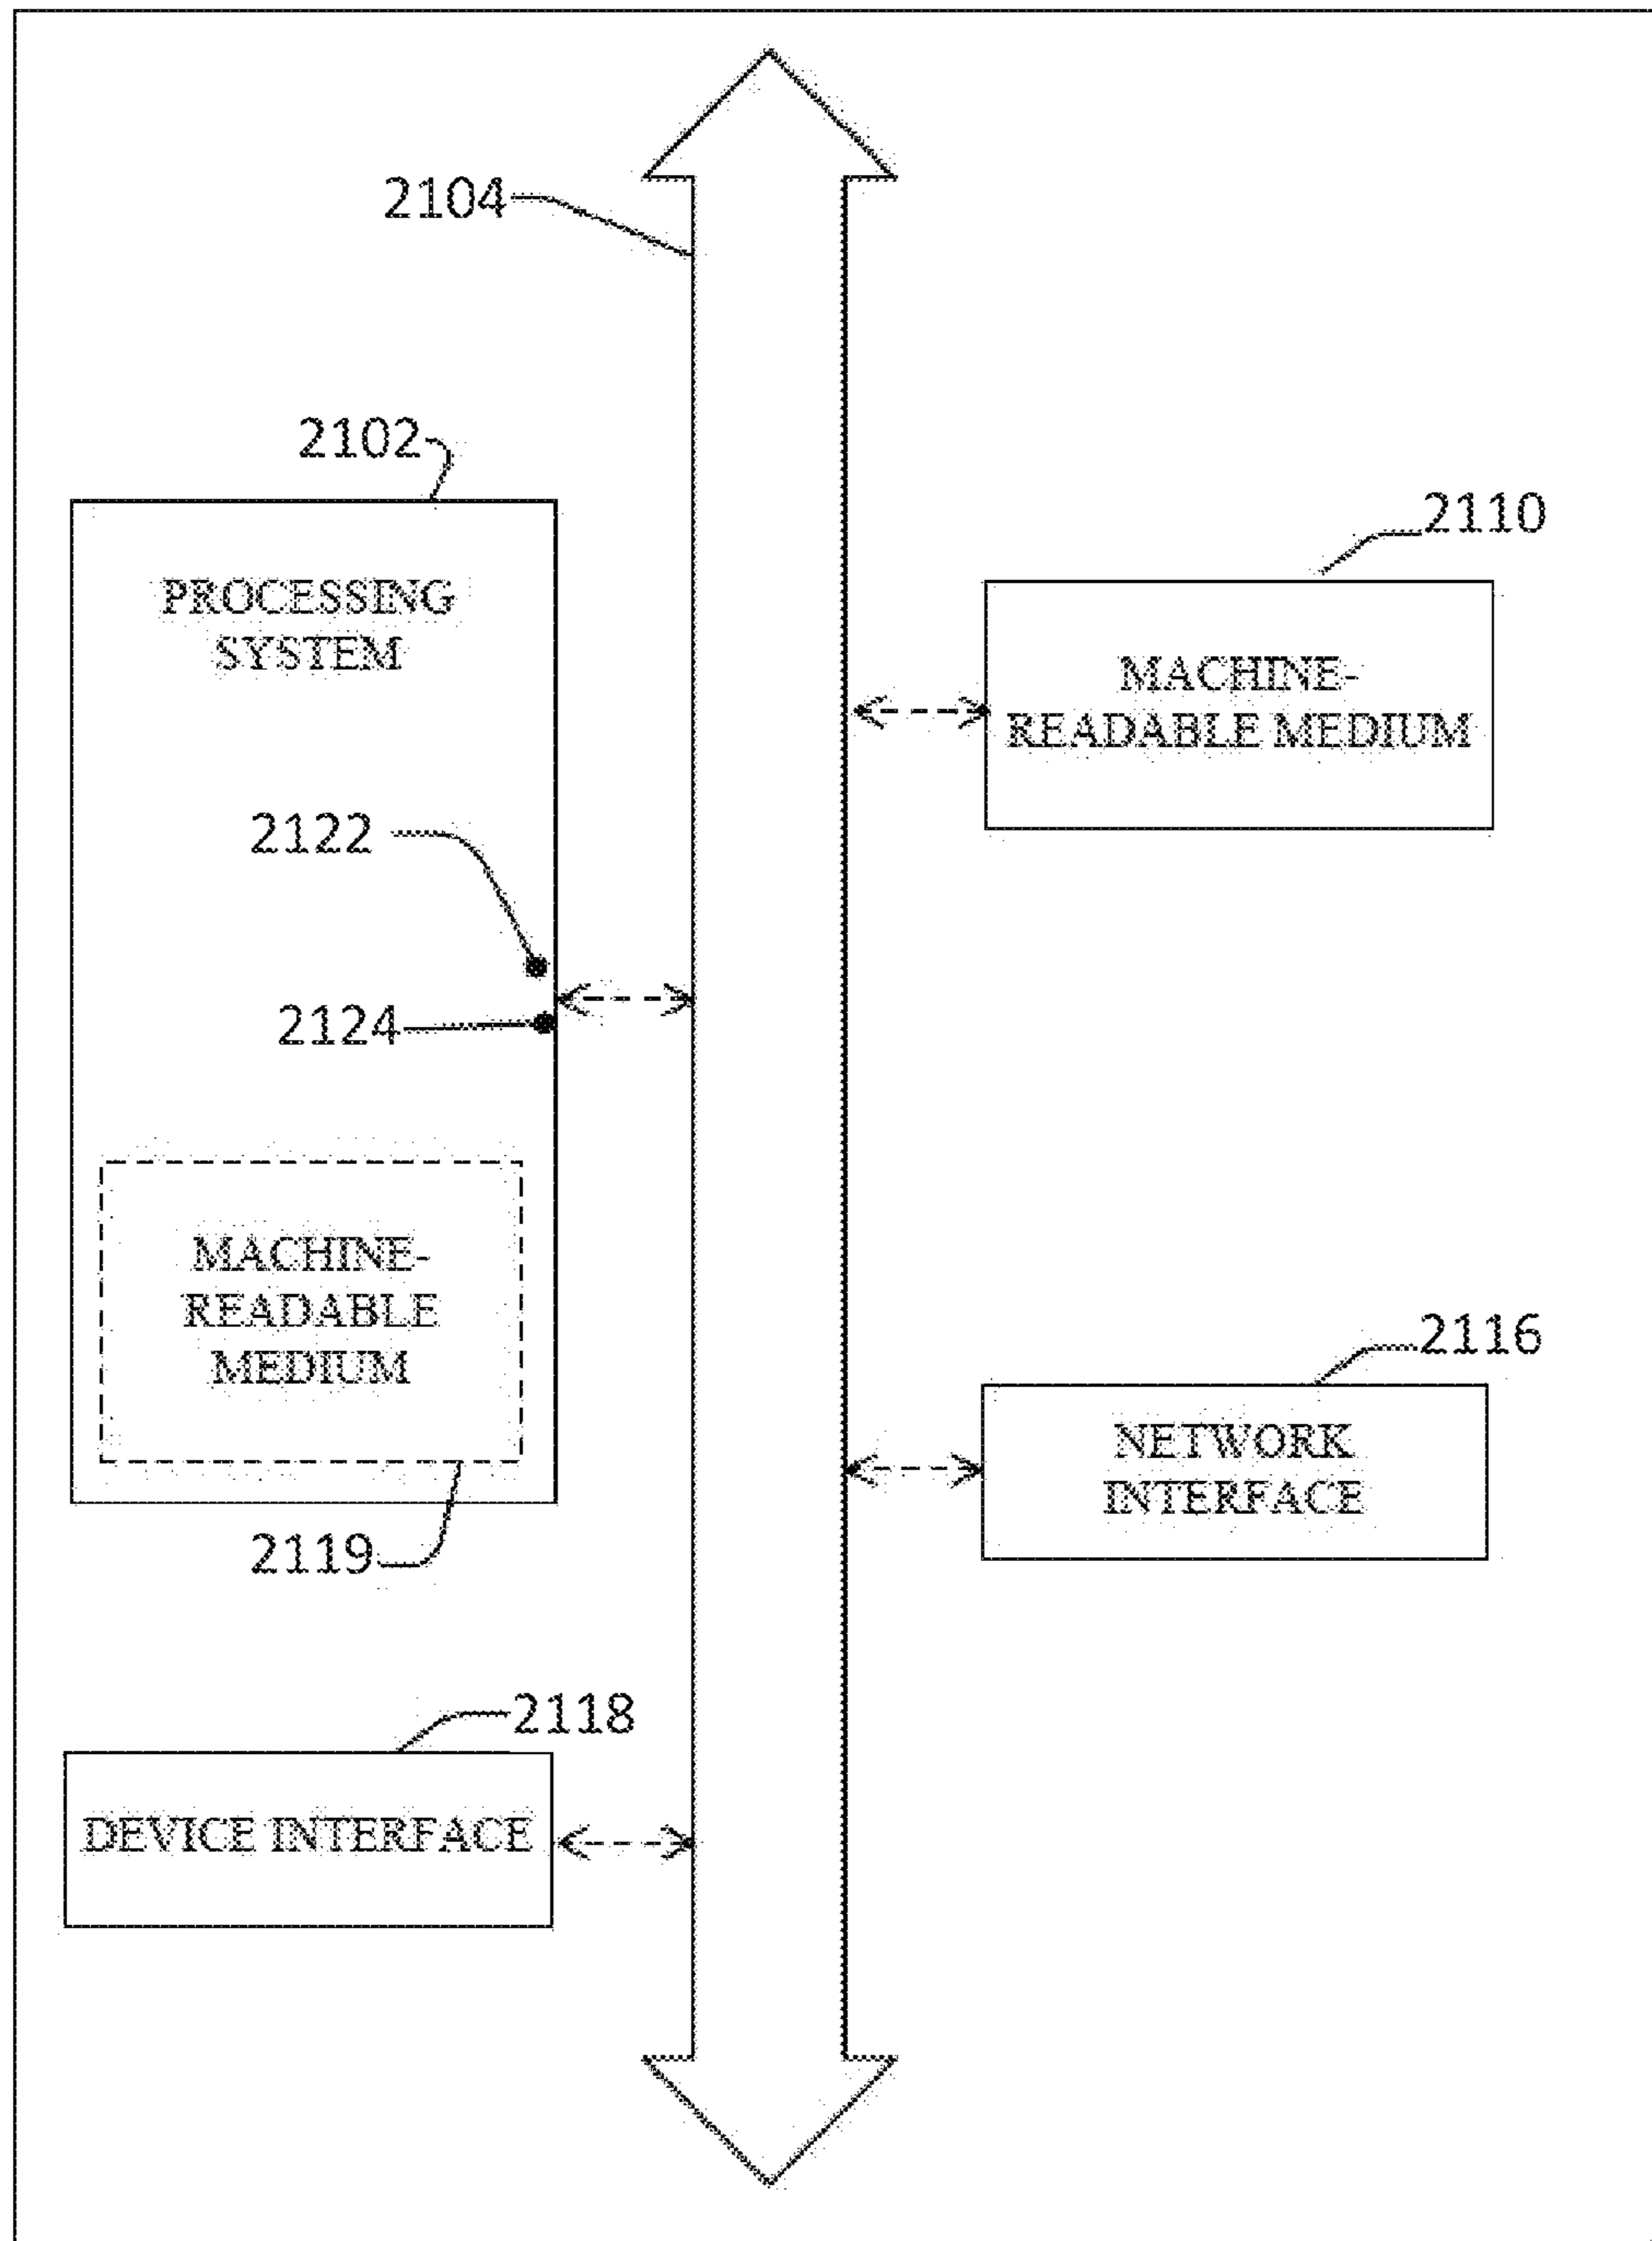 2104
2102
PROCESSING
SYSTEM
2110
MACHINE-
READABLE MEDIUM
2122
2124
MACHINE-
READABLE
MEDIUM
2119
2116
NETWORK
INTERFACE
2118
DEVICE INTERFACE